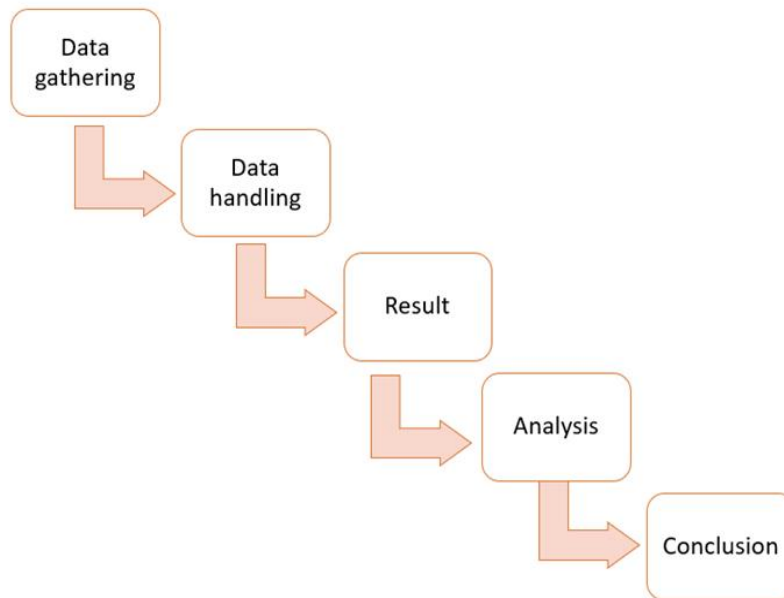 Data
gathering
Data
handling
Result
Analysis
Conclusion